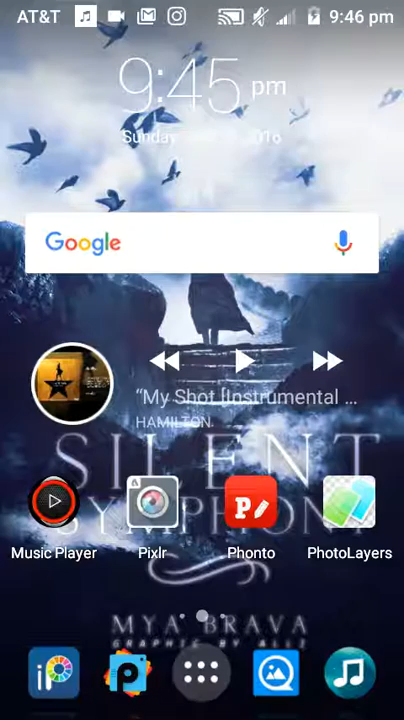 AT&T 9:46 pm
9:45 pm
Sunday, 2016
Google
"My Shot [Instrumental ...
HAMILTON
SILENT
SYMPHONY
Music Player Pixlr Phonto PhotoLayers
MYA BRAVA
GRAPHIC BY ALLI